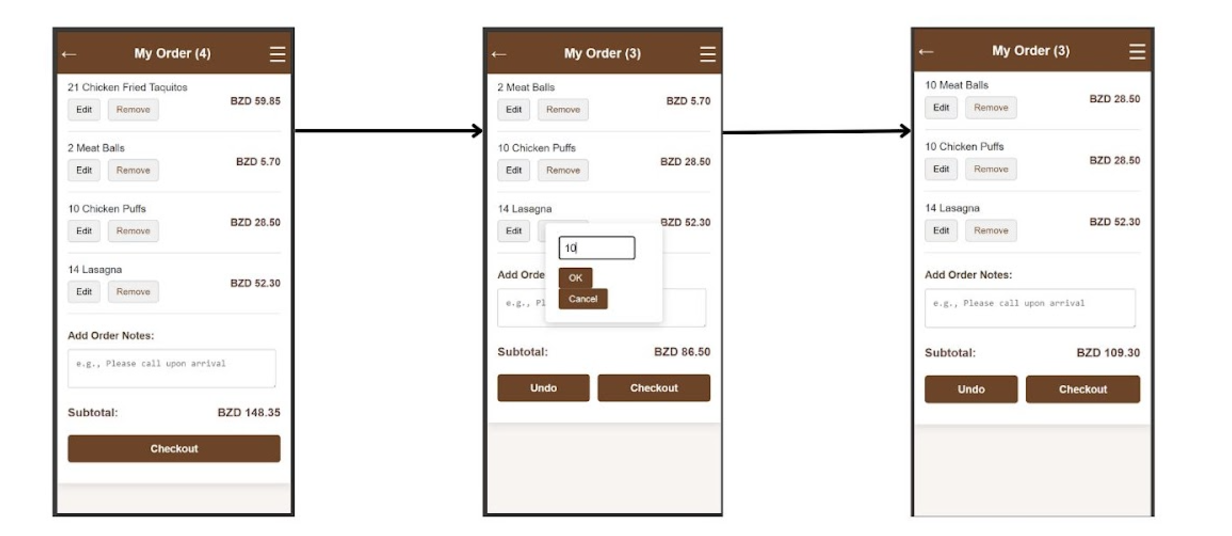 ← My Order (4) ☰
21 Chicken Fried Taquitos
Edit Remove BZD 59.85
2 Meat Balls
Edit Remove BZD 5.70
10 Chicken Puffs
Edit Remove BZD 28.50
14 Lasagna
Edit Remove BZD 52.30
Add Order Notes:
e.g., Please call upon arrival
Subtotal: BZD 148.35
Checkout
← My Order (3) ☰
2 Meat Balls
Edit Remove BZD 5.70
10 Chicken Puffs
Edit Remove BZD 28.50
14 Lasagna
Edit BZD 52.30
10
Add Orde
OK
e.g., Pl
Cancel
Subtotal: BZD 86.50
Undo Checkout
← My Order (3) ☰
10 Meat Balls
Edit Remove BZD 28.50
10 Chicken Puffs
Edit Remove BZD 28.50
14 Lasagna
Edit Remove BZD 52.30
Add Order Notes:
e.g., Please call upon arrival
Subtotal: BZD 109.30
Undo Checkout